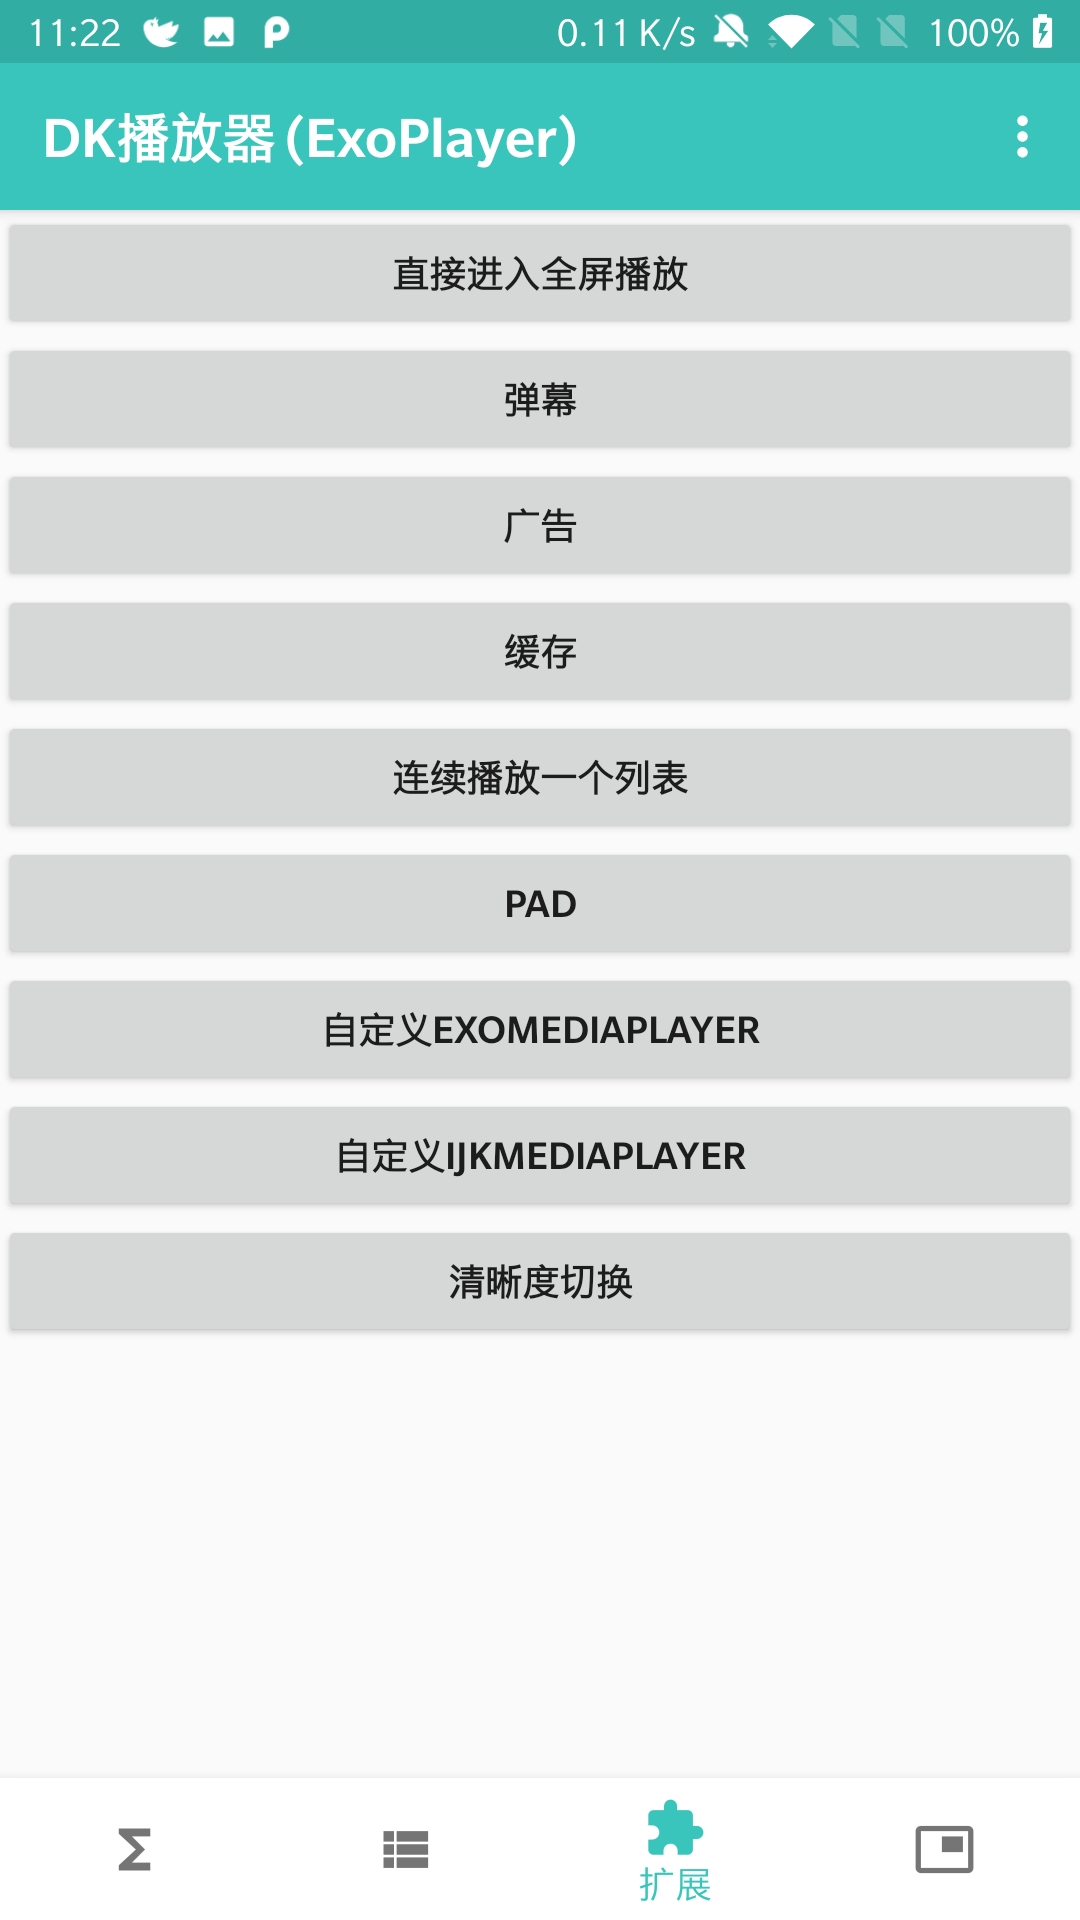 11:22 0.11 K/s 100%
DK播放器(ExoPlayer)
直接进入全屏播放
弹幕
广告
缓存
连续播放一个列表
PAD
自定义EXOMEDIAPLAYER
自定义IJKMEDIAPLAYER
清晰度切换
扩展